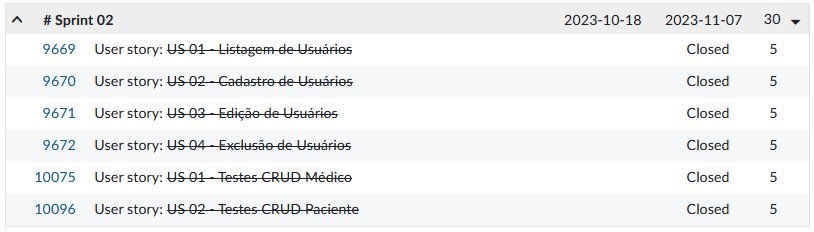 # Sprint 02 2023-10-18 2023-11-07 30
9669 User story: US 01 - Listagem de Usuários Closed 5
9670 User story: US 02 - Cadastro de Usuários Closed 5
9671 User story: US 03 - Edição de Usuários Closed 5
9672 User story: US 04 - Exclusão de Usuários Closed 5
10075 User story: US 01 - Testes CRUD Médico Closed 5
10096 User story: US 02 - Testes CRUD Paciente Closed 5